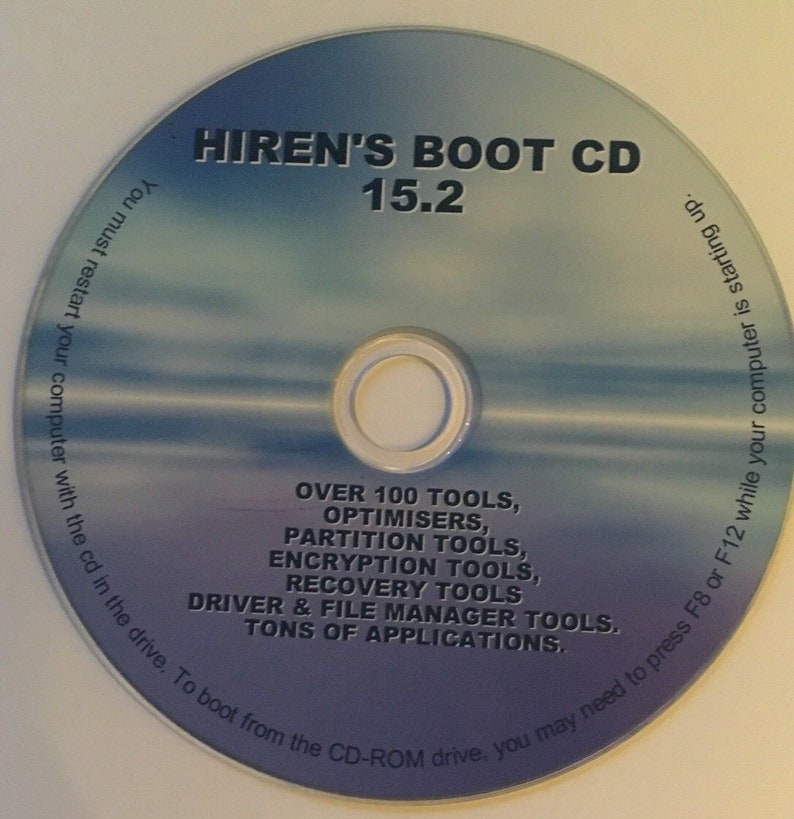 HIREN'S BOOT CD
15.2
OVER 100 TOOLS,
OPTIMISERS,
PARTITION TOOLS,
ENCRYPTION TOOLS,
RECOVERY TOOLS
DRIVER & FILE MANAGER TOOLS.
TONS OF APPLICATIONS.
You must restart your computer with the cd in the drive. To boot from the CD-ROM drive, you may need to press F8 or F12 while your computer is starting up.